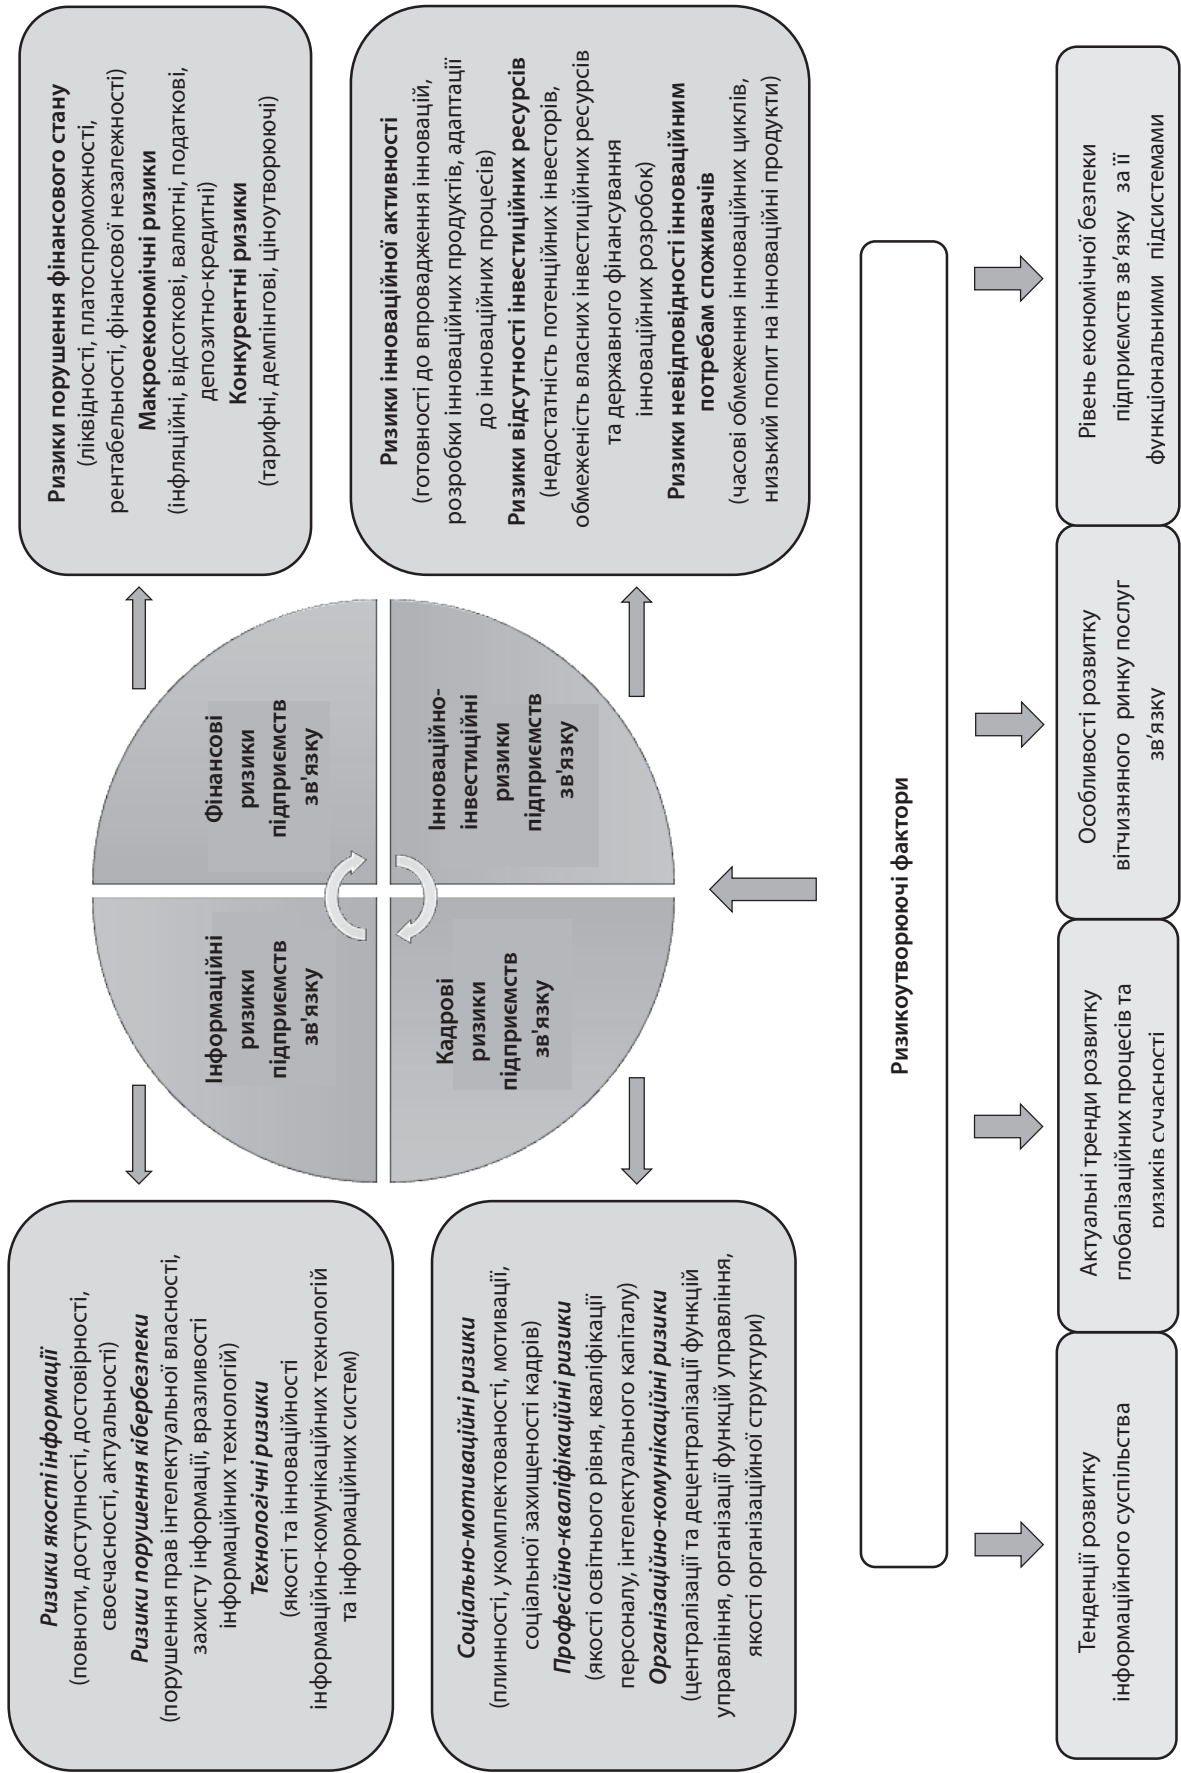 Ризики якості інформації
(повноти, доступності, достовірності,
своєчасності, актуальності)
Ризики порушення кібербезпеки
(порушення прав інтелектуальної власності,
захисту інформації, вразливості
інформаційних технологій)
Технологічні ризики
(якості та інноваційності
інформаційно-комунікаційних технологій
та інформаційних систем)
Інформаційні
ризики
підприємств
зв'язку
Фінансові
ризики
підприємств
зв'язку
Ризики порушення фінансового стану
(ліквідності, платоспроможності,
рентабельності, фінансової незалежності)
Макроекономічні ризики
(інфляційні, відсоткові, валютні, податкові,
депозитно-кредитні)
Конкурентні ризики
(тарифні, демпінгові, ціноутворюючі)
Соціально-мотиваційні ризики
(плинності, укомплектованості, мотивації,
соціальної захищеності кадрів)
Професійно-кваліфікаційні ризики
(якості освітнього рівня, кваліфікації
персоналу, інтелектуального капіталу)
Організаційно-комунікаційні ризики
(централізації та децентралізації функцій
управління, організації функцій управління,
якості організаційної структури)
Кадрові
ризики
підприємств
зв'язку
Інноваційно-
інвестиційні
ризики
підприємств
зв'язку
Ризики інноваційної активності
(готовності до впровадження інновацій,
розробки інноваційних продуктів, адаптації
до інноваційних процесів)
Ризики відсутності інвестиційних ресурсів
(недостатність потенційних інвесторів,
обмеженість власних інвестиційних ресурсів
та державного фінансування
інноваційних розробок)
Ризики невідповідності інноваційним
потребам споживачів
(часові обмеження інноваційних циклів,
низький попит на інноваційні продукти)
Ризикоутворюючі фактори
Тенденції розвитку
інформаційного суспільства
Актуальні тренди розвитку
глобалізаційних процесів та
ризиків сучасності
Особливості розвитку
вітчизняного ринку послуг
зв’язку
Рівень економічної безпеки
підприємств зв’язку за її
функціональними підсистемами